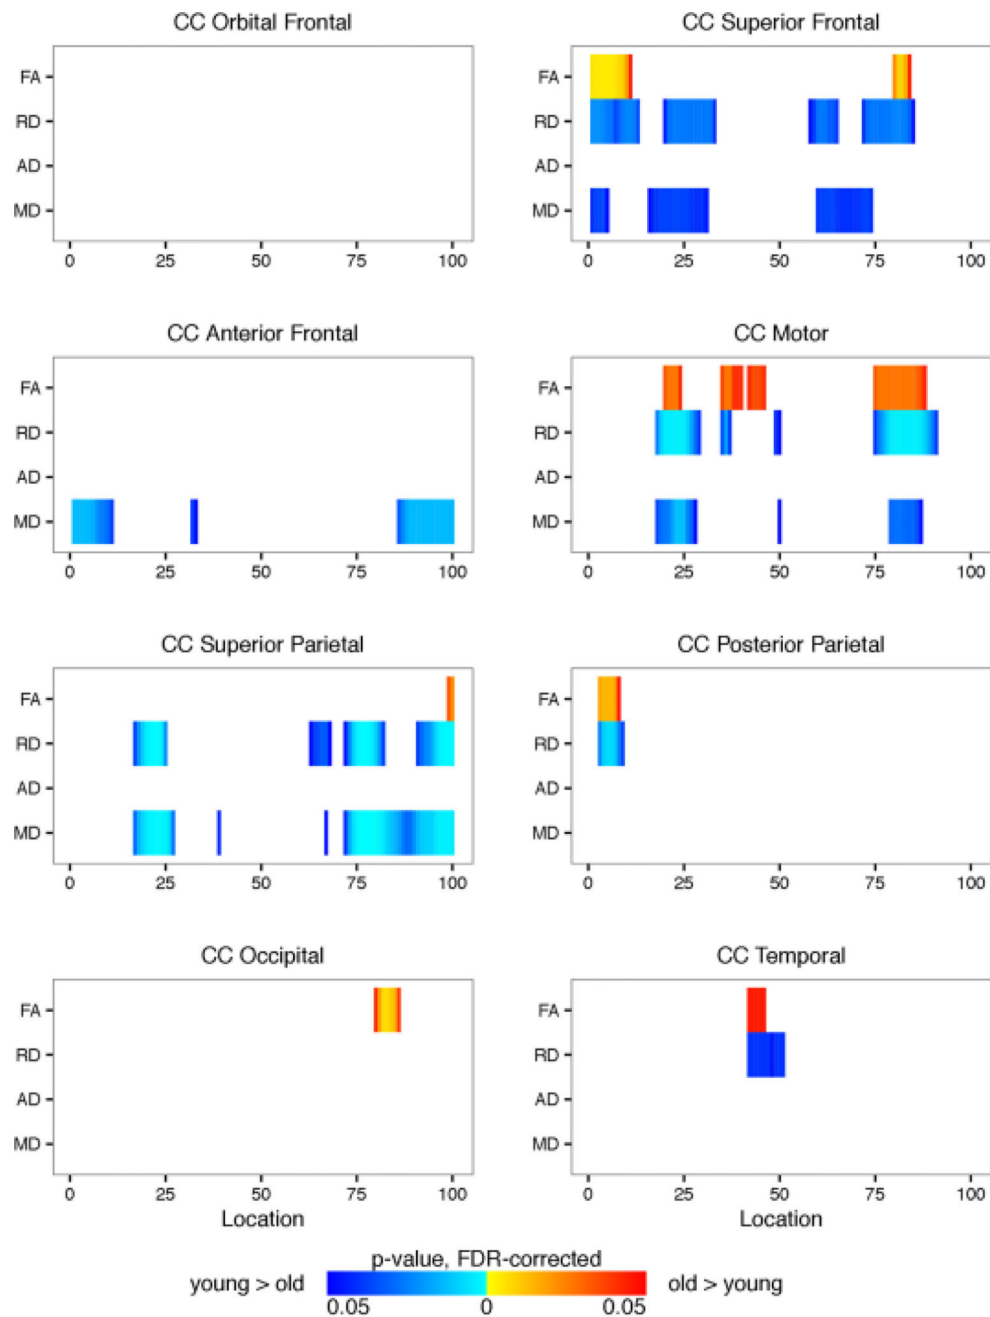 CC Orbital Frontal
FA
RD
AD
MD
0 25 50 75 100
CC Superior Frontal
FA
RD
AD
MD
0 25 50 75 100
CC Anterior Frontal
FA
RD
AD
MD
0 25 50 75 100
CC Motor
FA
RD
AD
MD
0 25 50 75 100
CC Superior Parietal
FA
RD
AD
MD
0 25 50 75 100
CC Posterior Parietal
FA
RD
AD
MD
0 25 50 75 100
CC Occipital
FA
RD
AD
MD
0 25 50 75 100
Location
CC Temporal
FA
RD
AD
MD
0 25 50 75 100
Location
p-value, FDR-corrected
young > old old > young
0.05 0 0.05